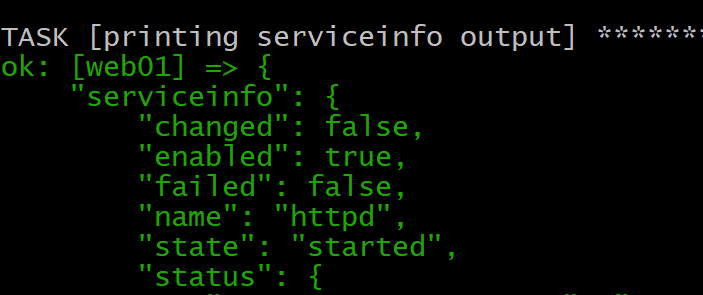 TASK [printing serviceinfo output] *******
ok: [web01] => {
    "serviceinfo": {
        "changed": false,
        "enabled": true,
        "failed": false,
        "name": "httpd",
        "state": "started",
        "status": {